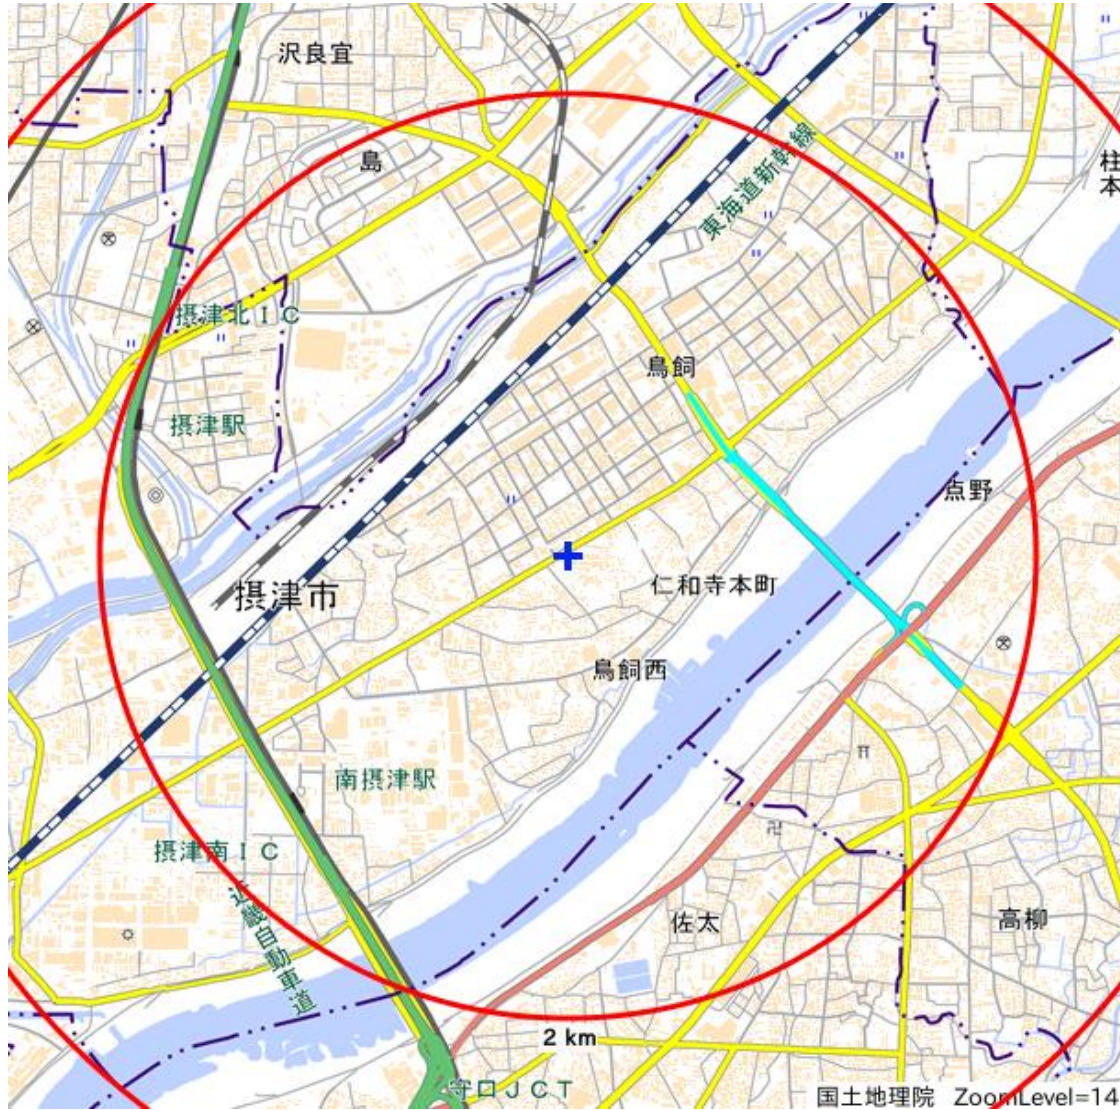 沢良宜
島
柱本
東海道新幹線
摂津北ＩＣ
鳥飼
摂津駅
点野
摂津市
仁和寺本町
鳥飼西
南摂津駅
摂津南ＩＣ
近畿自動車道
佐太
高柳
2 km
守口ＪＣＴ
国土地理院 ZoomLevel=14